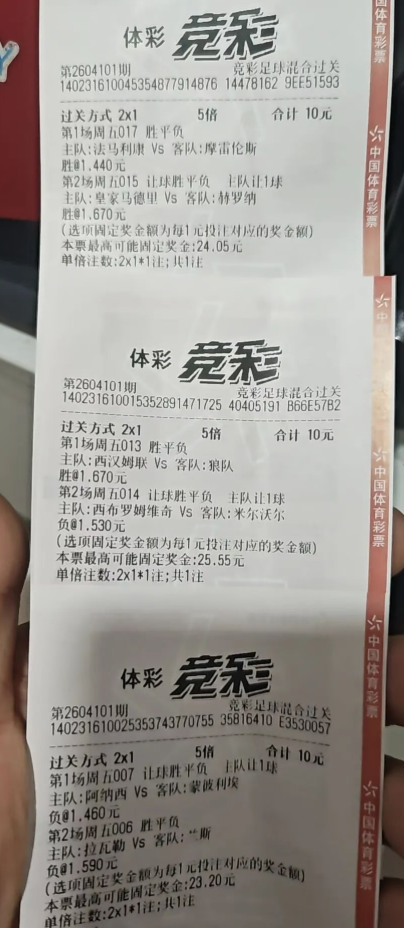 体彩 竞彩
第2604101期 竞彩足球混合过关
140231610045354877914876 14478162 9EE51593
过关方式 2x1 5倍 合计 10元
第1场周五017 胜平负
主队:法马利康 Vs 客队:摩雷伦斯
胜@1.440元
第2场周五015 让球胜平负 主队让1球
主队:皇家马德里 Vs 客队:赫罗纳
胜@1.670元
(选项固定奖金额为每1元投注对应的奖金额)
本票最高可能固定奖金:24.05元
单倍注数:2x1*1注;共1注
国体育彩票
中国体育彩票
体彩 竞彩
第2604101期 竞彩足球混合过关
140231610015352891471725 40405191 B66E57B2
过关方式 2x1 5倍 合计 10元
第1场周五013 胜平负
主队:西汉姆联 Vs 客队:狼队
胜@1.670元
第2场周五014 让球胜平负 主队让1球
主队:西布罗姆维奇 Vs 客队:米尔沃尔
负@1.530元
(选项固定奖金额为每1元投注对应的奖金额)
本票最高可能固定奖金:25.55元
单倍注数:2x1*1注;共1注
中
中国体育彩票
中国体育彩票
体彩 竞彩
第2604101期 竞彩足球混合过关
140231610025353743770755 35816410 E3530057
过关方式 2x1 5倍 合计 10元
第1场周五007 让球胜平负 主队让1球
主队:阿纳西 Vs 客队:蒙彼利埃
负@1.460元
第2场周五006 胜平负
主队:拉瓦勒 Vs 客队:兰斯
负@1.590元
(选项固定奖金额为每1元投注对应的奖金额)
本票最高可能固定奖金:23.20元
单倍注数:2x1*1注;共1注
中国体育彩票
Y